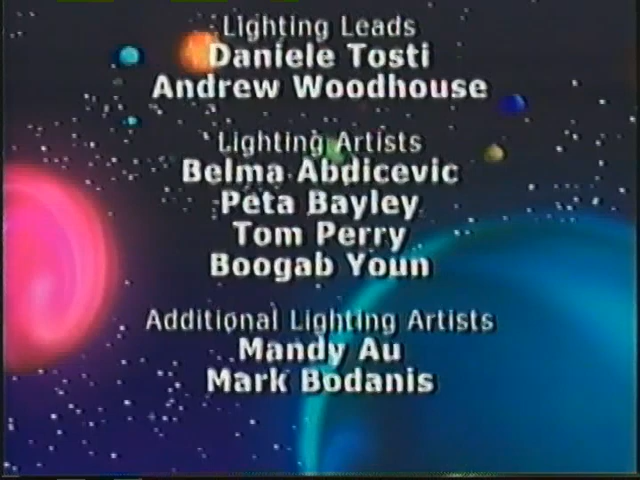 Lighting Leads
Daniele Tosti
Andrew Woodhouse
Lighting Artists
Belma Abdicevic
Peta Bayley
Tom Perry
Boogab Youn
Additional Lighting Artists
Mandy Au
Mark Bodanis